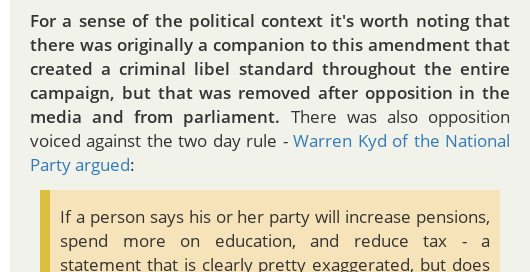 For a sense of the political context it's worth noting that
there was originally a companion to this amendment that
created a criminal libel standard throughout the entire
campaign, but that was removed after opposition in the
media and from parliament. There was also opposition
voiced against the two day rule - Warren Kyd of the National
Party argued:
If a person says his or her party will increase pensions,
spend more on education, and reduce tax - a
statement that is clearly pretty exaggerated, but does